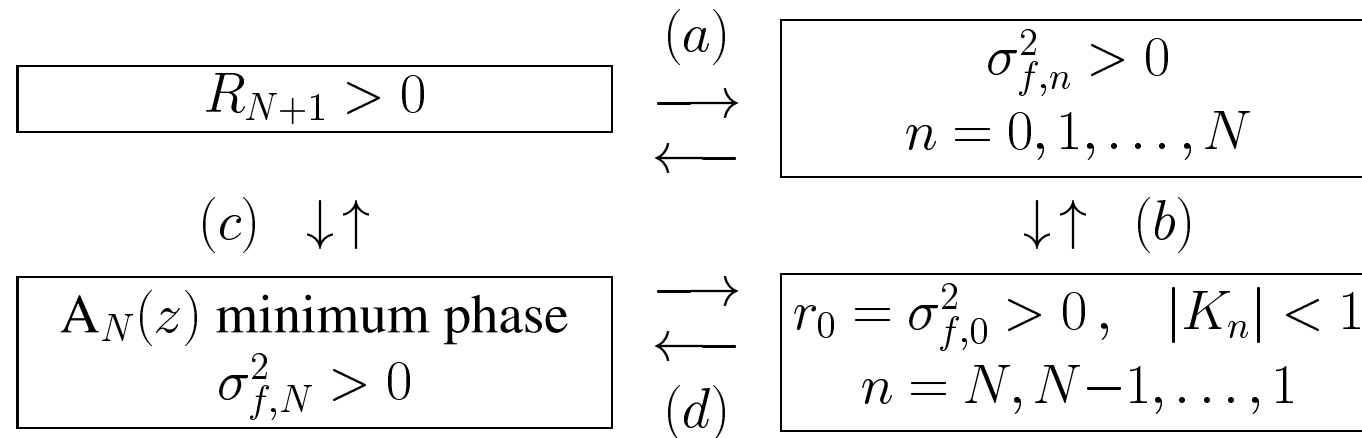 (a)
R_{N+1} > 0
⟶
⟵
σ²_{f,n} > 0
n = 0, 1, . . . , N
(c) ↓↑
↓↑ (b)
A_N(z) minimum phase
σ²_{f,N} > 0
⟶
⟵
(d)
r_0 = σ²_{f,0} > 0 , |K_n| < 1
n = N, N−1, . . . , 1